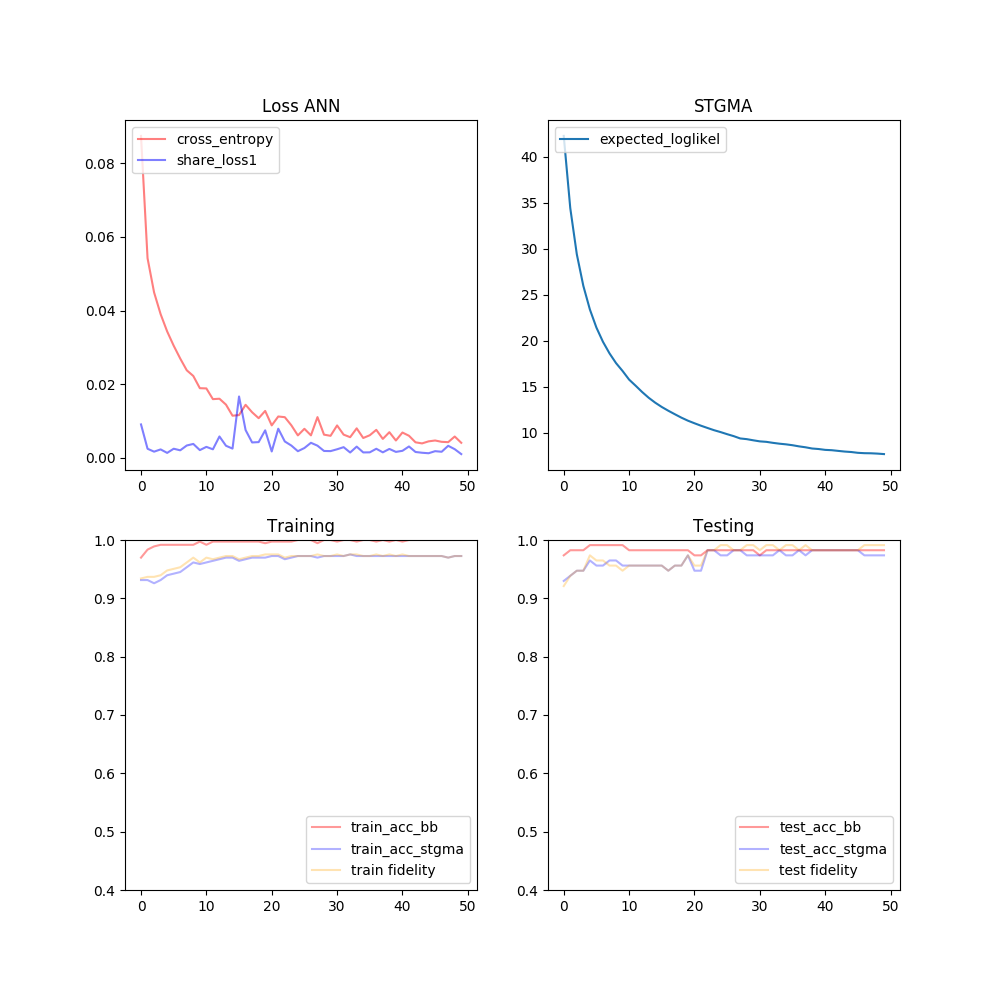 Loss ANN
cross_entropy
share_loss1
0.08
0.06
0.04
0.02
0.00
0 10 20 30 40 50
STGMA
expected_loglikel
40
35
30
25
20
15
10
0 10 20 30 40 50
Training
1.0
0.9
0.8
0.7
0.6
0.5
0.4
train_acc_bb
train_acc_stgma
train fidelity
0 10 20 30 40 50
Testing
1.0
0.9
0.8
0.7
0.6
0.5
0.4
test_acc_bb
test_acc_stgma
test fidelity
0 10 20 30 40 50